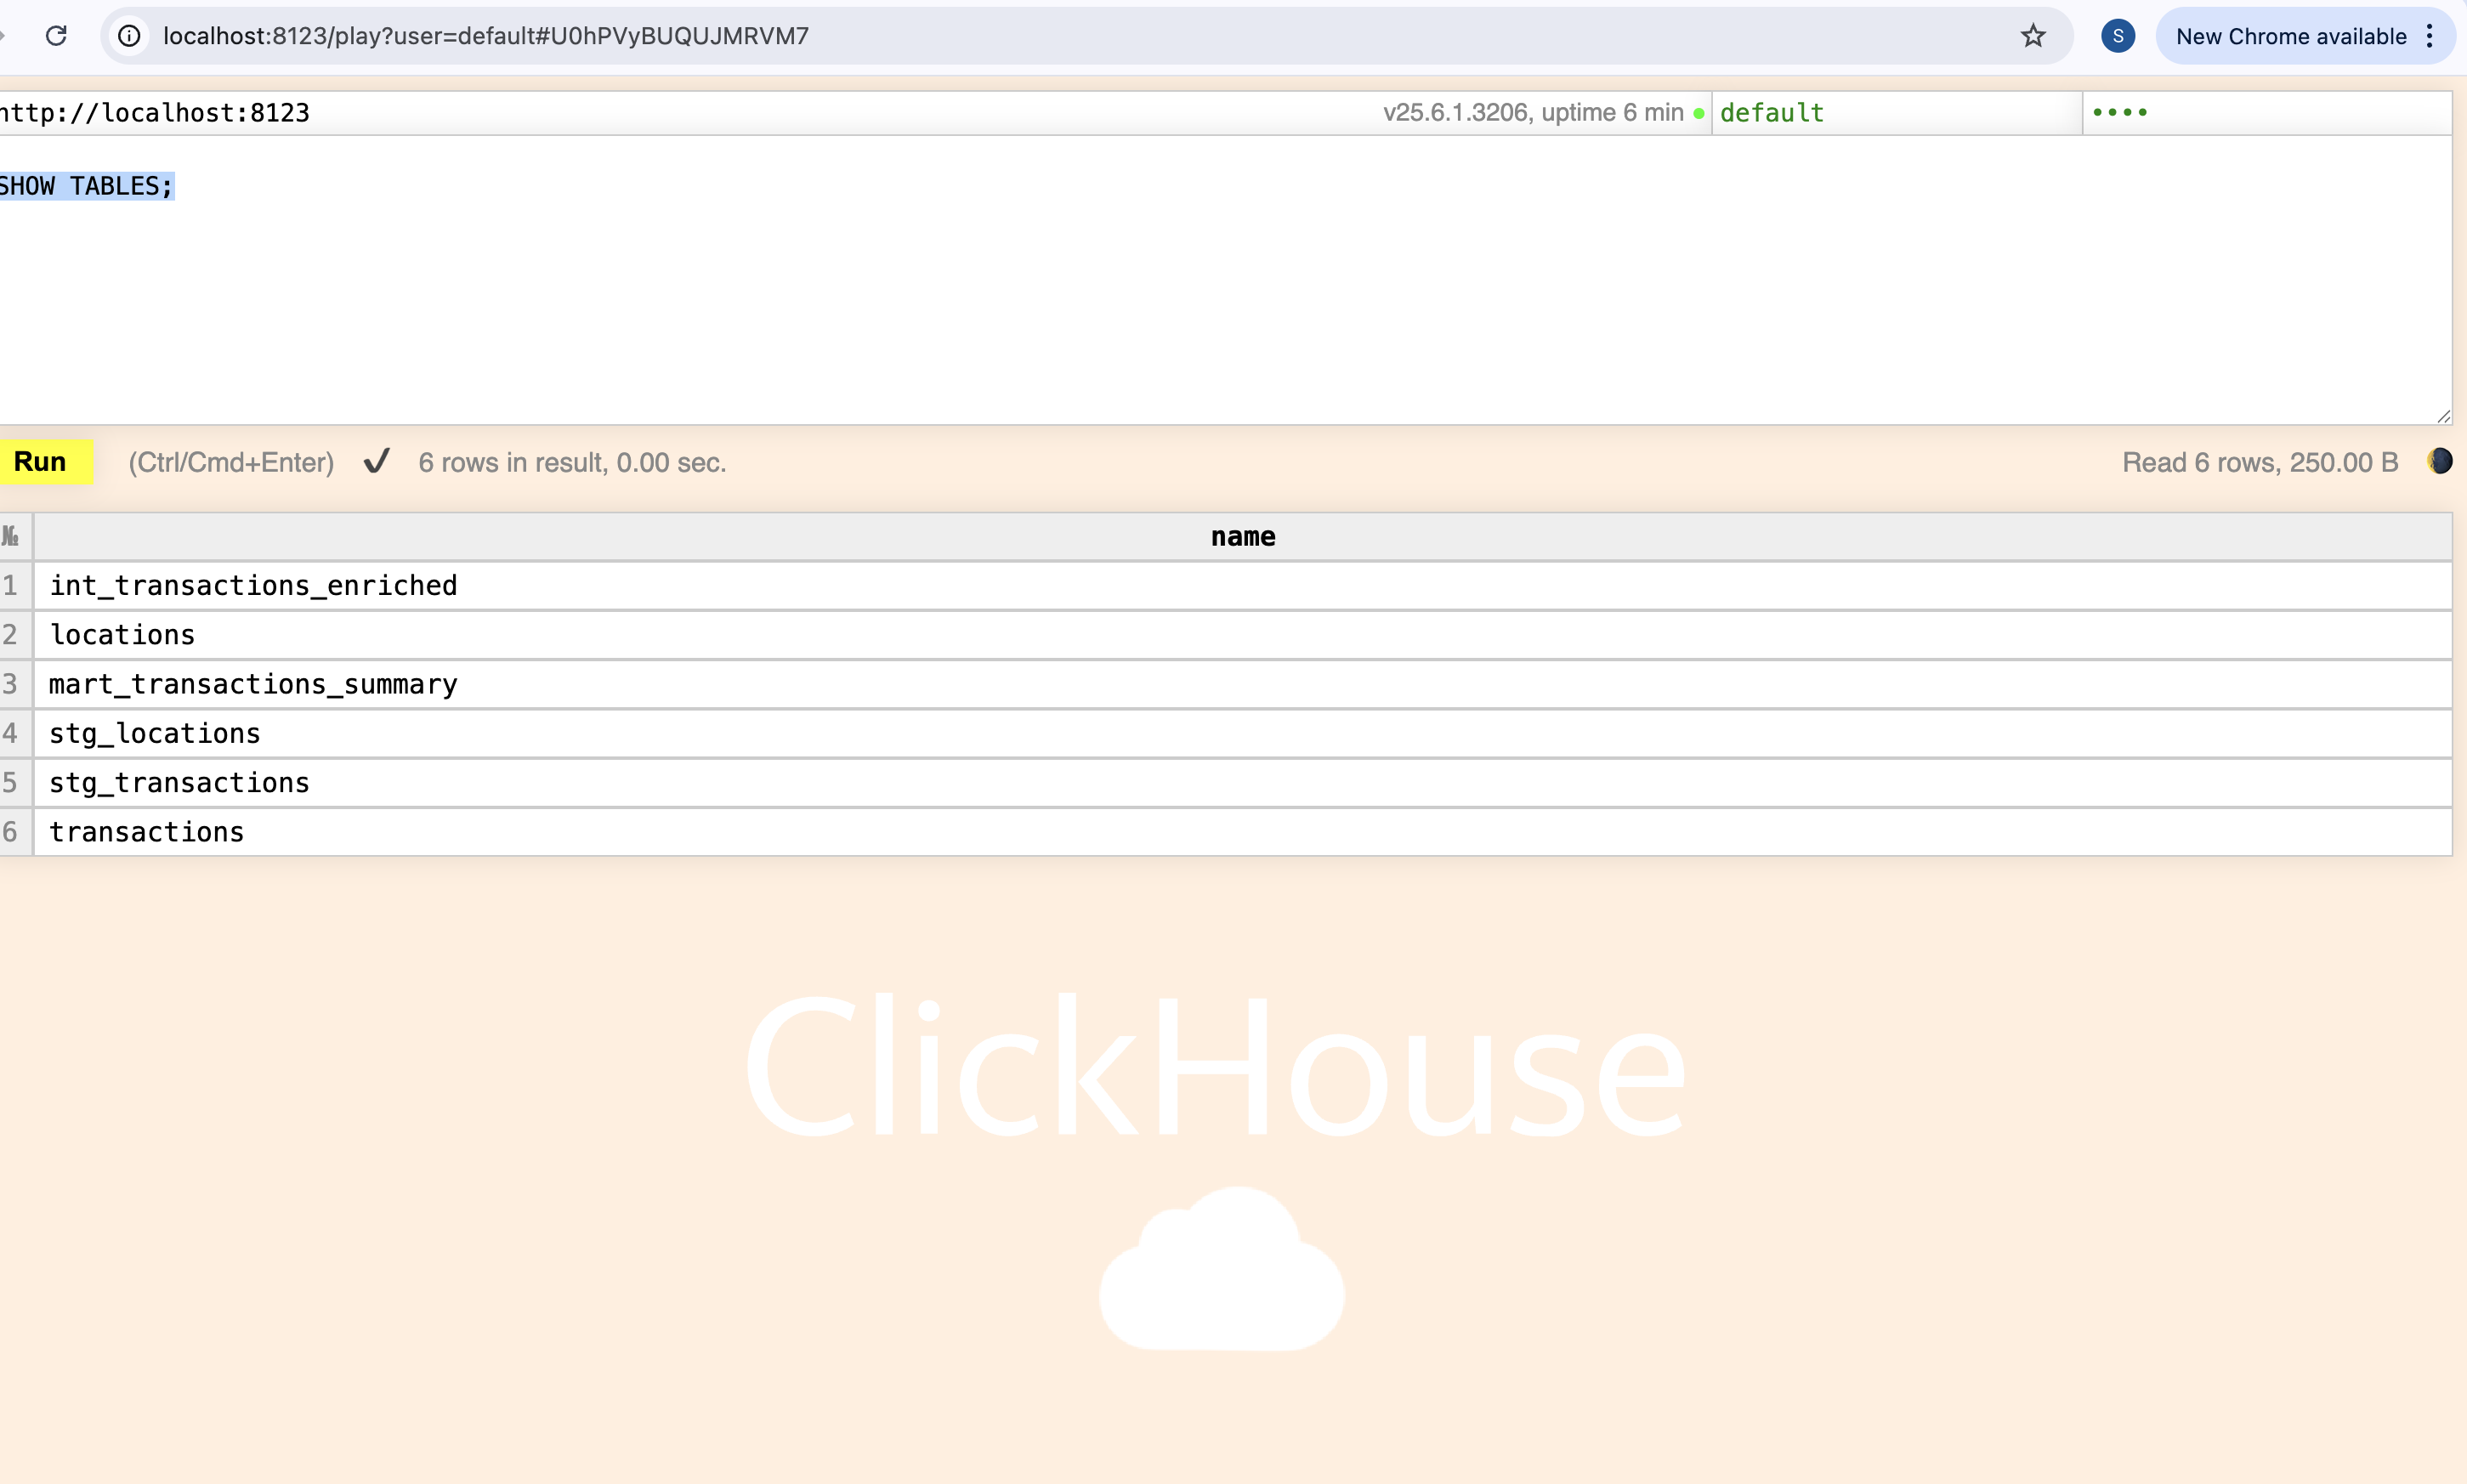 localhost:8123/play?user=default#U0hPVyBUQUJMRVM7
S
New Chrome available
http://localhost:8123
v25.6.1.3206, uptime 6 min
default
••••
SHOW TABLES;
Run
(Ctrl/Cmd+Enter) ✔ 6 rows in result, 0.00 sec.
Read 6 rows, 250.00 B
№ name
1 int_transactions_enriched
2 locations
3 mart_transactions_summary
4 stg_locations
5 stg_transactions
6 transactions
ClickHouse